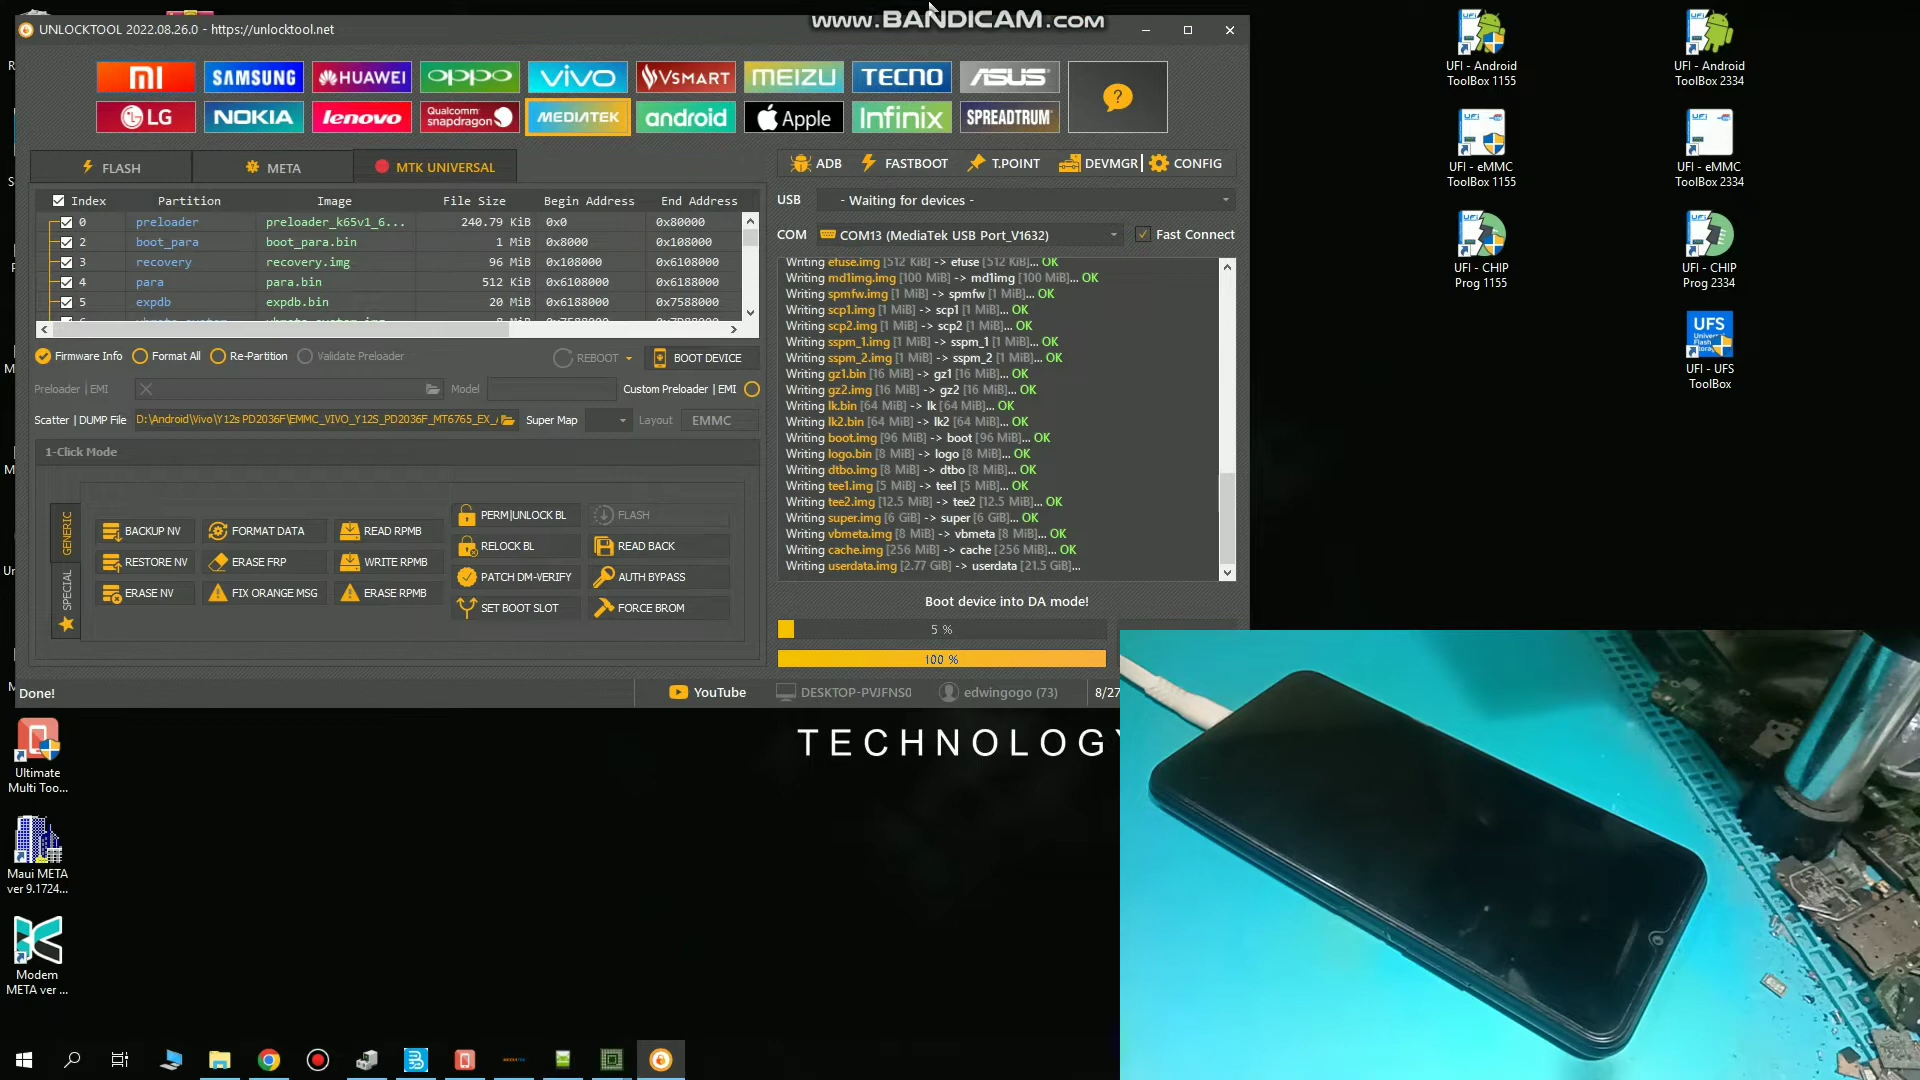 www.BANDICAM.com
UNLOCKTOOL 2022.08.26.0 - https://unlocktool.net
MI SAMSUNG HUAWEI OPPO vivo VSMART MEIZU TECNO ASUS
LG NOKIA lenovo Qualcomm snapdragon MEDIATEK android Apple Infinix SPREADTRUM
?
FLASH META MTK UNIVERSAL
ADB FASTBOOT T.POINT DEVMGR CONFIG
USB - Waiting for devices -
COM COM13 (MediaTek USB Port_V1632) Fast Connect
Index Partition Image File Size Begin Address End Address
0 preloader preloader_k65v1_6... 240.79 KiB 0x0 0x80000
2 boot_para boot_para.bin 1 MiB 0x8000 0x108000
3 recovery recovery.img 96 MiB 0x108000 0x6108000
4 para para.bin 512 KiB 0x6108000 0x6188000
5 expdb expdb.bin 20 MiB 0x6188000 0x7588000
Firmware Info Format All Re-Partition Validate Preloader REBOOT BOOT DEVICE
Preloader | EMI Model Custom Preloader | EMI
Scatter | DUMP File D:\Android\Vivo\Y12s PD2036F\EMMC_VIVO_Y12S_PD2036F_MT6765_EX_ Super Map Layout EMMC
1-Click Mode
GENERIC
SPECIAL
BACKUP NV FORMAT DATA READ RPMB
RESTORE NV ERASE FRP WRITE RPMB
ERASE NV FIX ORANGE MSG ERASE RPMB
PERM|UNLOCK BL FLASH
RELOCK BL READ BACK
PATCH DM-VERIFY AUTH BYPASS
SET BOOT SLOT FORCE BROM
Writing efuse.img [512 KiB] -> efuse [512 KiB]... OK
Writing md1img.img [100 MiB] -> md1img [100 MiB]... OK
Writing spmfw.img [1 MiB] -> spmfw [1 MiB]... OK
Writing scp1.img [1 MiB] -> scp1 [1 MiB]... OK
Writing scp2.img [1 MiB] -> scp2 [1 MiB]... OK
Writing sspm_1.img [1 MiB] -> sspm_1 [1 MiB]... OK
Writing sspm_2.img [1 MiB] -> sspm_2 [1 MiB]... OK
Writing gz1.bin [16 MiB] -> gz1 [16 MiB]... OK
Writing gz2.img [16 MiB] -> gz2 [16 MiB]... OK
Writing lk.bin [64 MiB] -> lk [64 MiB]... OK
Writing lk2.bin [64 MiB] -> lk2 [64 MiB]... OK
Writing boot.img [96 MiB] -> boot [96 MiB]... OK
Writing logo.bin [8 MiB] -> logo [8 MiB]... OK
Writing dtbo.img [8 MiB] -> dtbo [8 MiB]... OK
Writing tee1.img [5 MiB] -> tee1 [5 MiB]... OK
Writing tee2.img [12.5 MiB] -> tee2 [12.5 MiB]... OK
Writing super.img [6 GiB] -> super [6 GiB]... OK
Writing vbmeta.img [8 MiB] -> vbmeta [8 MiB]... OK
Writing cache.img [256 MiB] -> cache [256 MiB]... OK
Writing userdata.img [2.77 GiB] -> userdata [21.5 GiB]...
Boot device into DA mode!
5 %
100 %
Done! YouTube DESKTOP-PVJFNS0 edwingogo (73) 8/27
TECHNOLOGY
UFI - Android ToolBox 1155
UFI - Android ToolBox 2334
UFI - eMMC ToolBox 1155
UFI - eMMC ToolBox 2334
UFI - CHIP Prog 1155
UFI - CHIP Prog 2334
UFS
UFI - UFS ToolBox
Ultimate Multi Too...
Maui META ver 9.1724...
Modem META ver ...